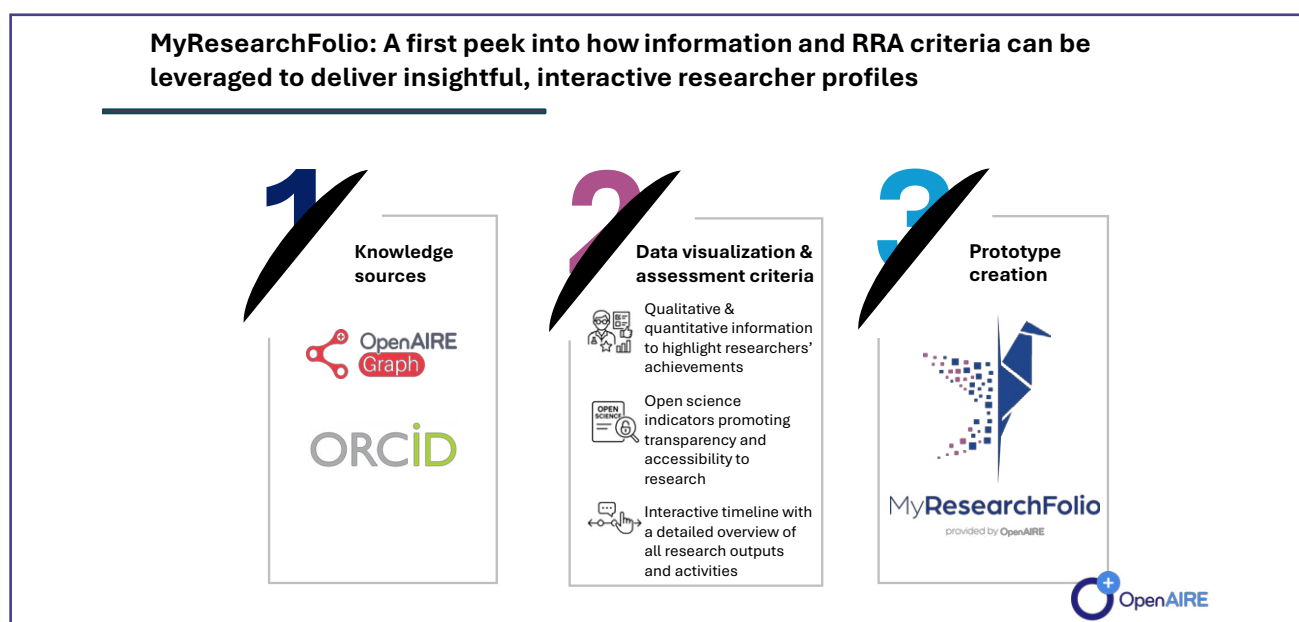 MyResearchFolio: A first peek into how information and RRA criteria can be
leveraged to deliver insightful, interactive researcher profiles
1
Knowledge
sources
OpenAIRE
Graph
ORCiD
2
Data visualization &
assessment criteria
Qualitative &
quantitative information
to highlight researchers’
achievements
OPEN
SCIENCE
Open science
indicators promoting
transparency and
accessibility to
research
Interactive timeline with
a detailed overview of
all research outputs
and activities
3
Prototype
creation
MyResearchFolio
provided by OpenAIRE
OpenAIRE